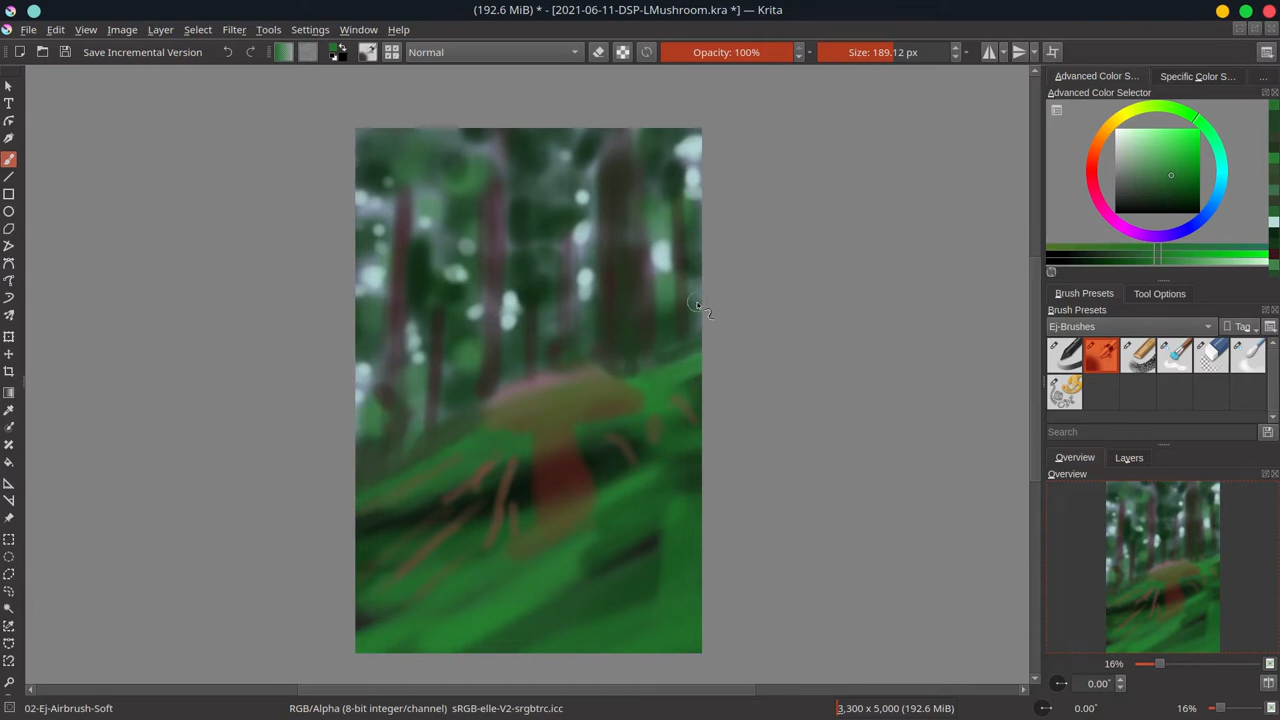 (192.6 MiB) * - [2021-06-11-DSP-LMushroom.kra *] — Krita
File Edit View Image Layer Select Filter Tools Settings Window Help
Save Incremental Version Normal Opacity: 100% Size: 189.12 px
Advanced Color S... Specific Color S... ...
Advanced Color Selector
Brush Presets Tool Options
Brush Presets
Ej-Brushes Tag
Search
Overview Layers
Overview
16%
0.00°
02-Ej-Airbrush-Soft RGB/Alpha (8-bit integer/channel) sRGB-elle-V2-srgbtrc.icc 3,300 x 5,000 (192.6 MiB) 0.00° 16%